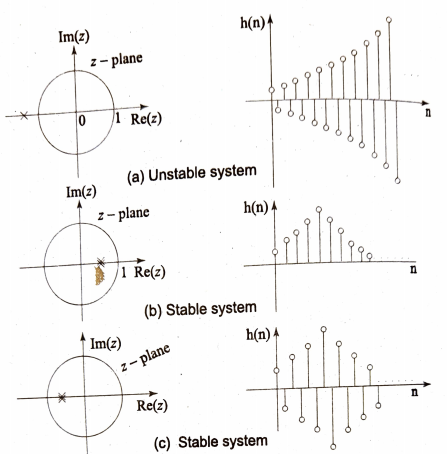 Im(z)
z – plane
0
1
Re(z)
h(n)
n
(a) Unstable system
Im(z)
z – plane
1
Re(z)
h(n)
n
(b) Stable system
Im(z)
z – plane
Re(z)
h(n)
n
(c) Stable system